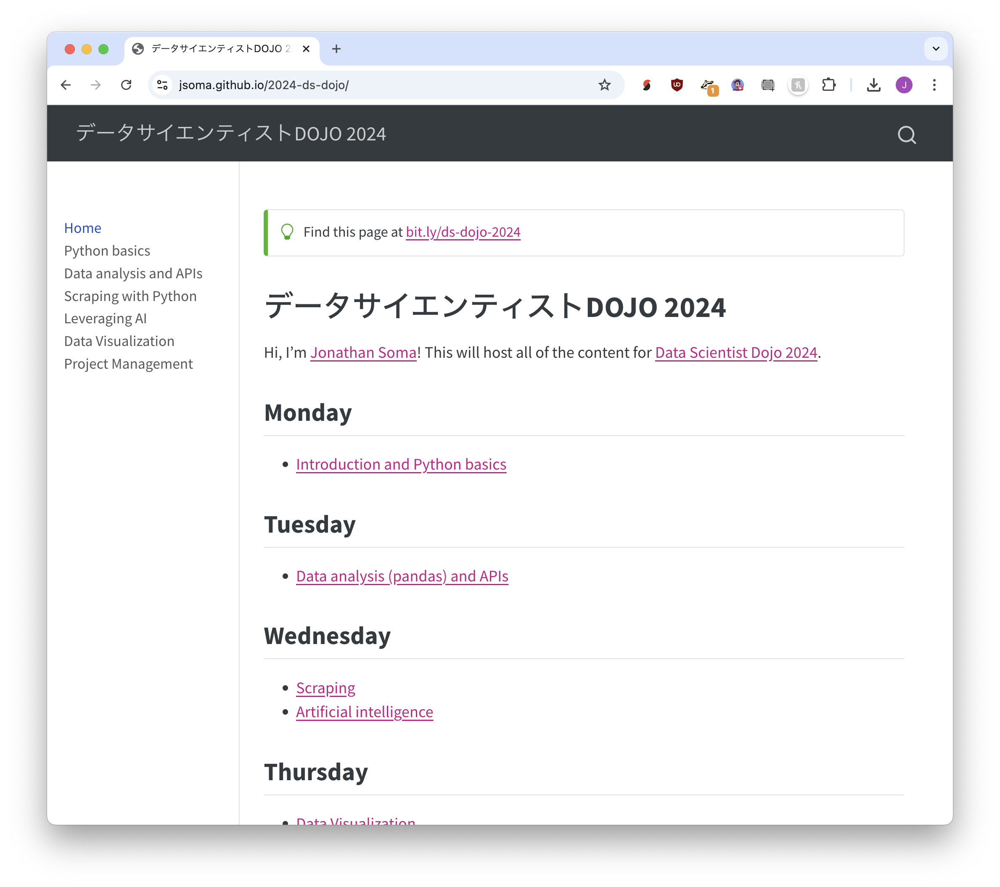 データサイエンティストDOJO 2
jsoma.github.io/2024-ds-dojo/
1
J
データサイエンティストDOJO 2024
Home
Python basics
Data analysis and APIs
Scraping with Python
Leveraging AI
Data Visualization
Project Management
Find this page at bit.ly/ds-dojo-2024
データサイエンティストDOJO 2024
Hi, I’m Jonathan Soma! This will host all of the content for Data Scientist Dojo 2024.
Monday
Introduction and Python basics
Tuesday
Data analysis (pandas) and APIs
Wednesday
Scraping
Artificial intelligence
Thursday
Data Visualization